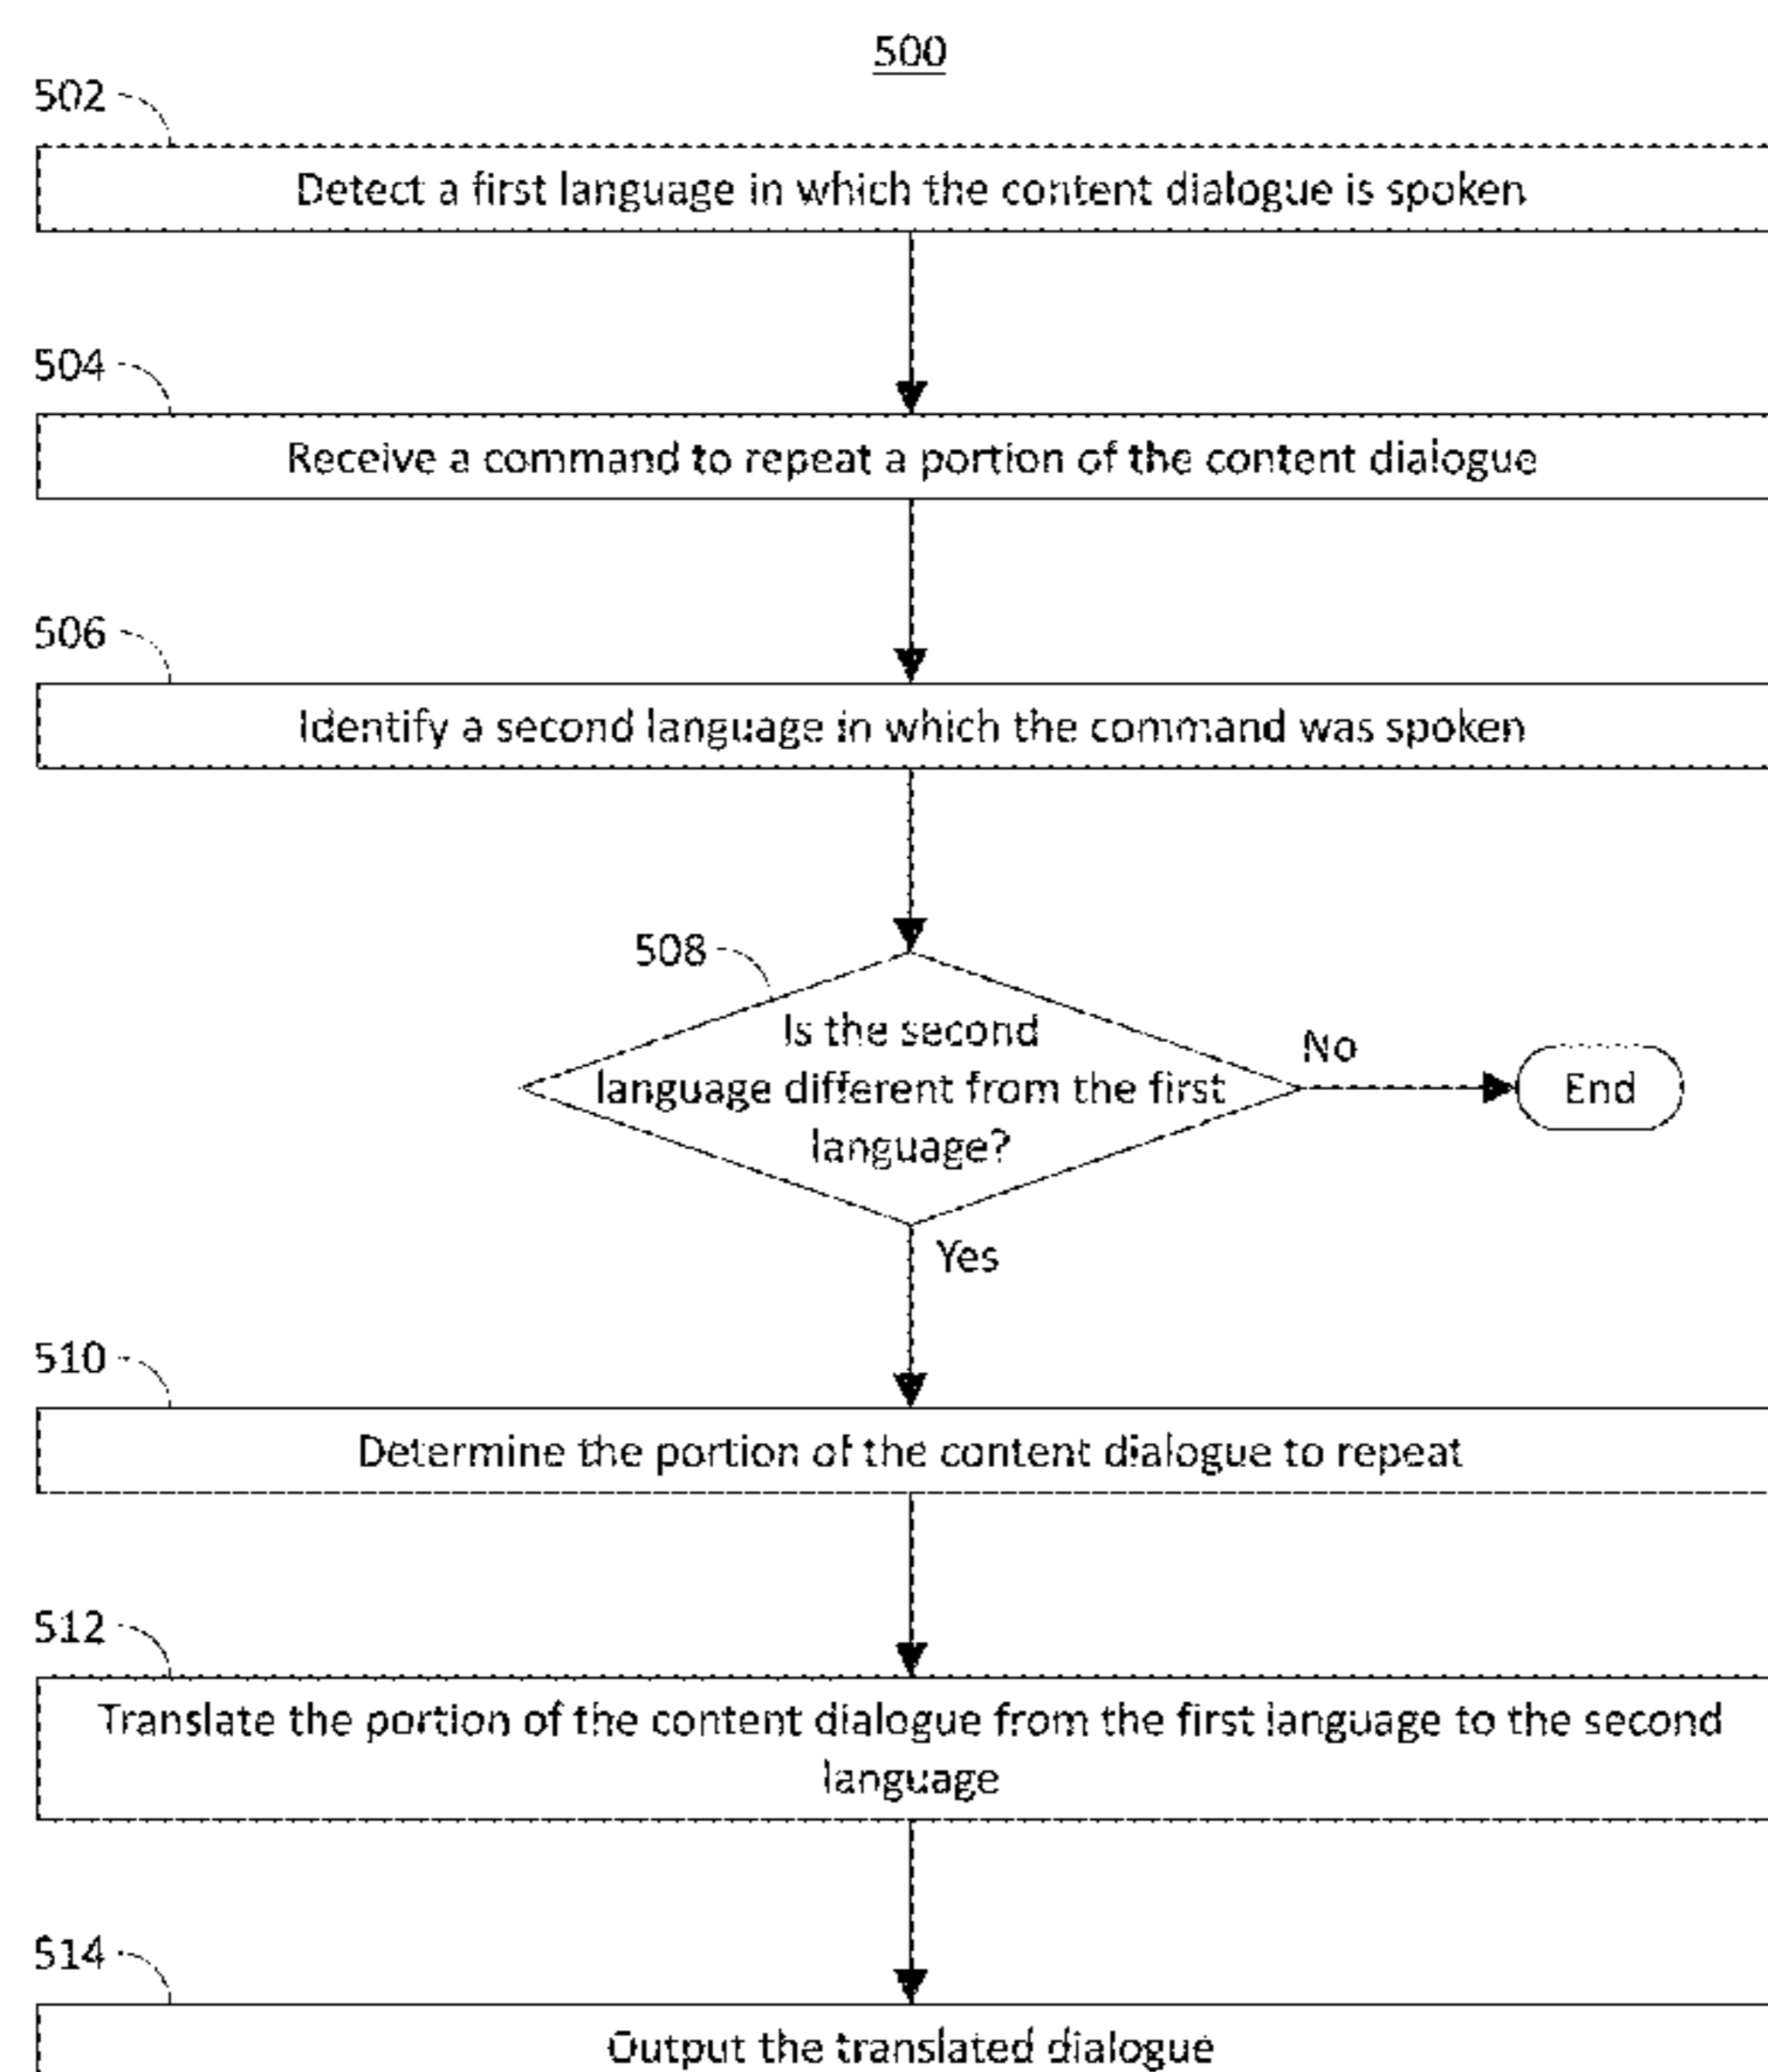 500
502
Detect a first language in which the content dialogue is spoken
504
Receive a command to repeat a portion of the content dialogue
506
Identify a second language in which the command was spoken
508
Is the second
language different from the first
language?
No
End
Yes
510
Determine the portion of the content dialogue to repeat
512
Translate the portion of the content dialogue from the first language to the second
language
514
Output the translated dialogue